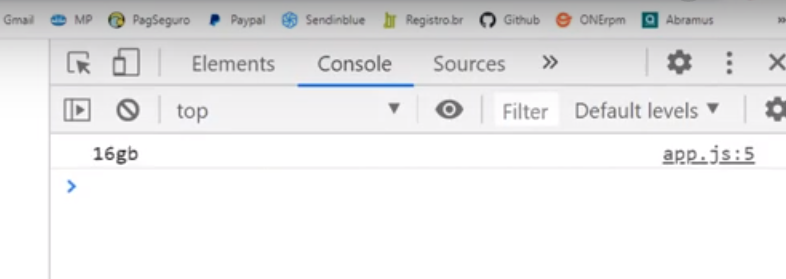 Gmail MP PagSeguro Paypal Sendinblue Registro.br Github ONErpm Abramus »
Elements Console Sources »
top Filter Default levels
16gb app.js:5